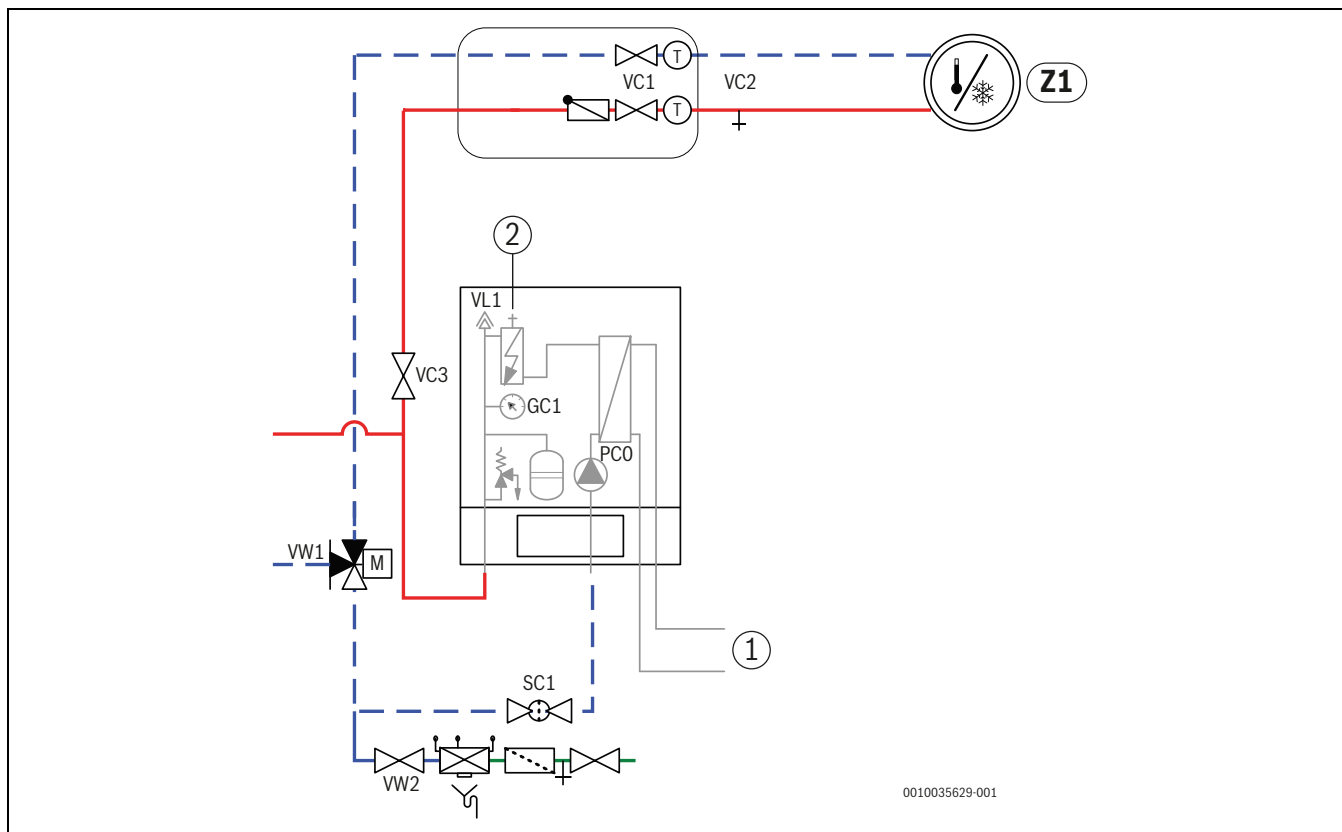 T
VC1
VC2
Z1
T
2
VL1
VC3
GC1
PC0
VW1
M
1
SC1
VW2
0010035629-001